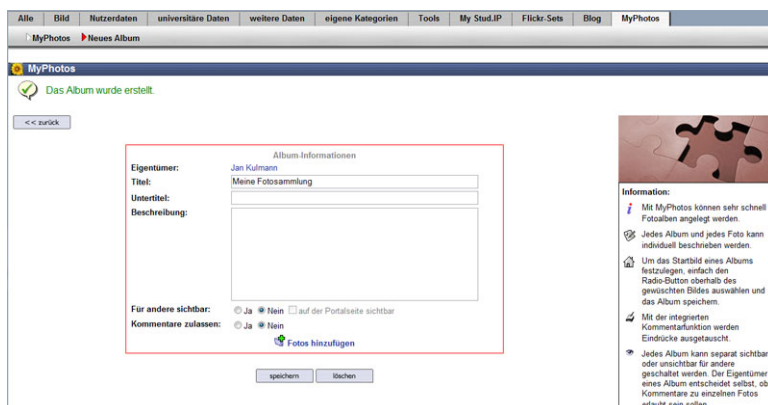 Alle Bild Nutzerdaten universitäre Daten weitere Daten eigene Kategorien Tools My Stud.IP Flickr-Sets Blog MyPhotos
MyPhotos Neues Album
MyPhotos
Das Album wurde erstellt.
<< zurück
Album-Informationen
Eigentümer: Jan Kulmann
Titel: Meine Fotosammlung
Untertitel:
Beschreibung:
Für andere sichtbar: Ja Nein auf der Portalseite sichtbar
Kommentare zulassen: Ja Nein
Fotos hinzufügen
speichern löschen
Information:
Mit MyPhotos können sehr schnell
Fotoalben angelegt werden.
Jedes Album und jedes Foto kann
individuell beschrieben werden.
Um das Startbild eines Albums
festzulegen, einfach den
Radio-Button oberhalb des
gewüschten Bildes auswählen und
das Album speichern.
Mit der integrierten
Kommentarfunktion werden
Eindrücke ausgetauscht.
Jedes Album kann separat sichtbar
oder unsichtbar für andere
geschaltet werden. Der Eigentümer
eines Album entscheidet selbst, ob
Kommentare zu einzelnen Fotos
erlaubt sein sollen.